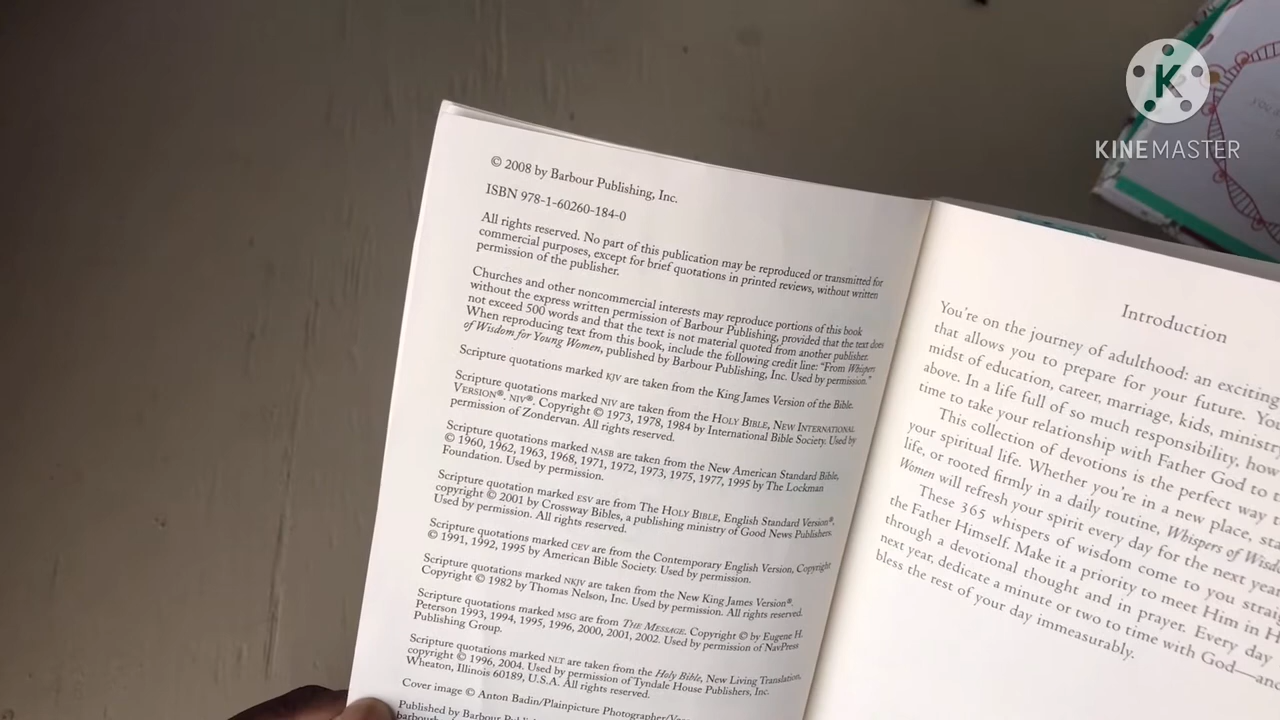 © 2008 by Barbour Publishing, Inc.
ISBN 978-1-60260-184-0
All rights reserved. No part of this publication may be reproduced or transmitted for
commercial purposes, except for brief quotations in printed reviews, without written
permission of the publisher.
Churches and other noncommercial interests may reproduce portions of this book
without the express written permission of Barbour Publishing, provided that the text does
not exceed 500 words and that the text is not material quoted from another publisher.
When reproducing text from this book, include the following credit line: “From Whispers
of Wisdom for Young Women, published by Barbour Publishing, Inc. Used by permission.”
Scripture quotations marked KJV are taken from the King James Version of the Bible.
Scripture quotations marked NIV are taken from the HOLY BIBLE, NEW INTERNATIONAL
VERSION®. NIV®. Copyright © 1973, 1978, 1984 by International Bible Society. Used by
permission of Zondervan. All rights reserved.
Scripture quotations marked NASB are taken from the New American Standard Bible,
© 1960, 1962, 1963, 1968, 1971, 1972, 1973, 1975, 1977, 1995 by The Lockman
Foundation. Used by permission.
Scripture quotation marked ESV are from The HOLY BIBLE, English Standard Version®,
copyright © 2001 by Crossway Bibles, a publishing ministry of Good News Publishers.
Used by permission. All rights reserved.
Scripture quotations marked CEV are from the Contemporary English Version, Copyright
© 1991, 1992, 1995 by American Bible Society. Used by permission.
Scripture quotations marked NKJV are taken from the New King James Version®.
Copyright © 1982 by Thomas Nelson, Inc. Used by permission. All rights reserved.
Scripture quotations marked MSG are from THE MESSAGE. Copyright © by Eugene H.
Peterson 1993, 1994, 1995, 1996, 2000, 2001, 2002. Used by permission of NavPress
Publishing Group.
Scripture quotations marked NLT are taken from the Holy Bible, New Living Translation,
copyright © 1996, 2004. Used by permission of Tyndale House Publishers, Inc.
Wheaton, Illinois 60189, U.S.A. All rights reserved.
Cover image © Anton Badin/Plainpicture Photographer/
Published by Barbour
Introduction
You're on the journey of adulthood: an exciting
that allows you to prepare for your future. You
midst of education, career, marriage, kids, ministry
above. In a life full of so much responsibility, how
time to take your relationship with Father God to
This collection of devotions is the perfect way
your spiritual life. Whether you're in a new place,
life, or rooted firmly in a daily routine, Whispers of
Women will refresh your spirit every day for the next year
These 365 whispers of wisdom come to you
the Father Himself. Make it a priority to meet Him in
through a devotional thought and in prayer. Every day
next year, dedicate a minute or two to time with God—and
bless the rest of your day immeasurably.
K
KINEMASTER